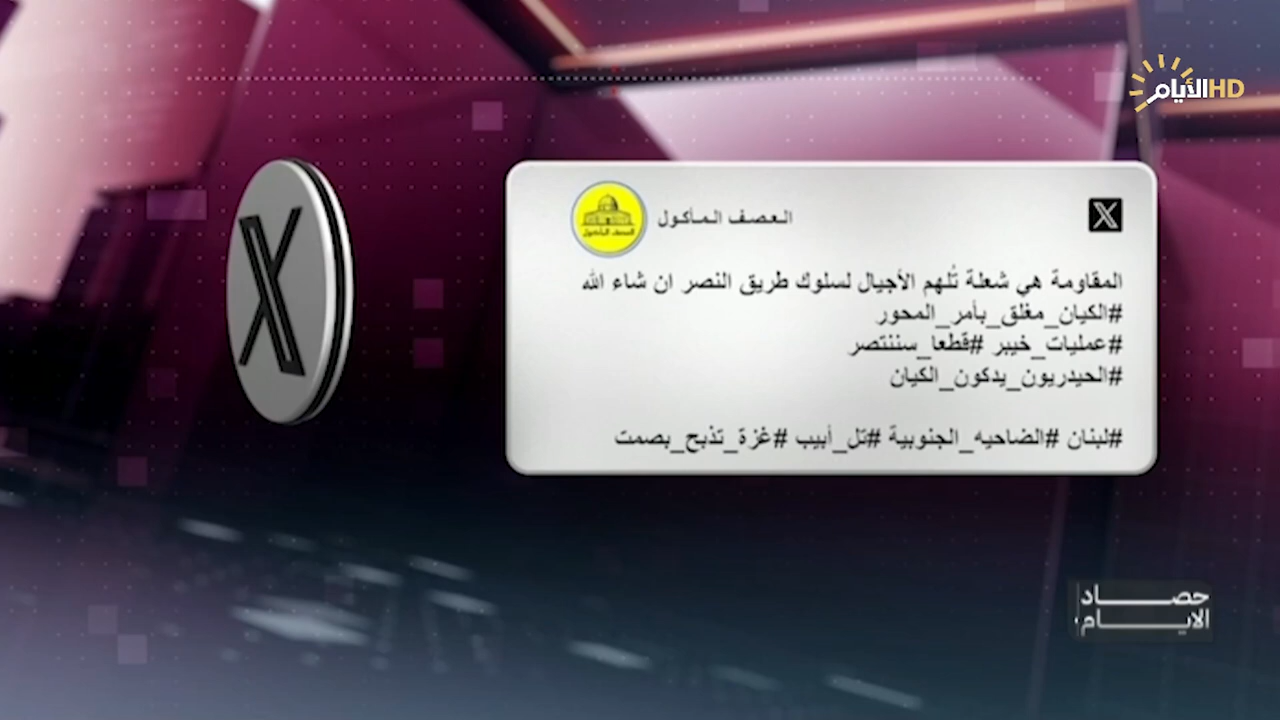 الأيام HD
العصف المأكول
المقاومة هي شعلة تُلهم الأجيال لسلوك طريق النصر ان شاء الله
#الكيان_مغلق_بأمر_المحور
#عمليات_خيبر #قطعا_سننتصر
#الحيدريون_يدكون_الكيان
#لبنان #الضاحيه_الجنوبية #تل_أبيب #غزة_تذبح_بصمت
حصاد
الايام